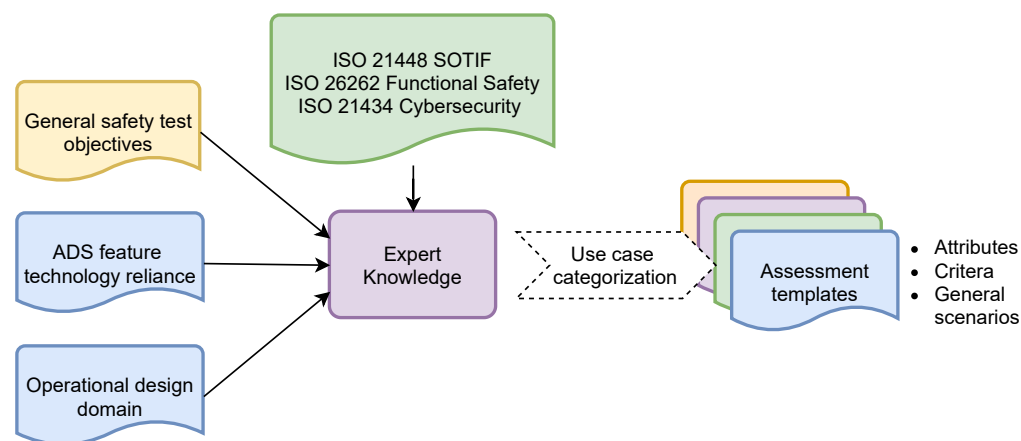 ISO 21448 SOTIF
ISO 26262 Functional Safety
ISO 21434 Cybersecurity
General safety test
objectives
ADS feature
technology reliance
Operational design
domain
Expert
Knowledge
Use case
categorization
Assessment
templates
• Attributes
• Critera
• General
scenarios